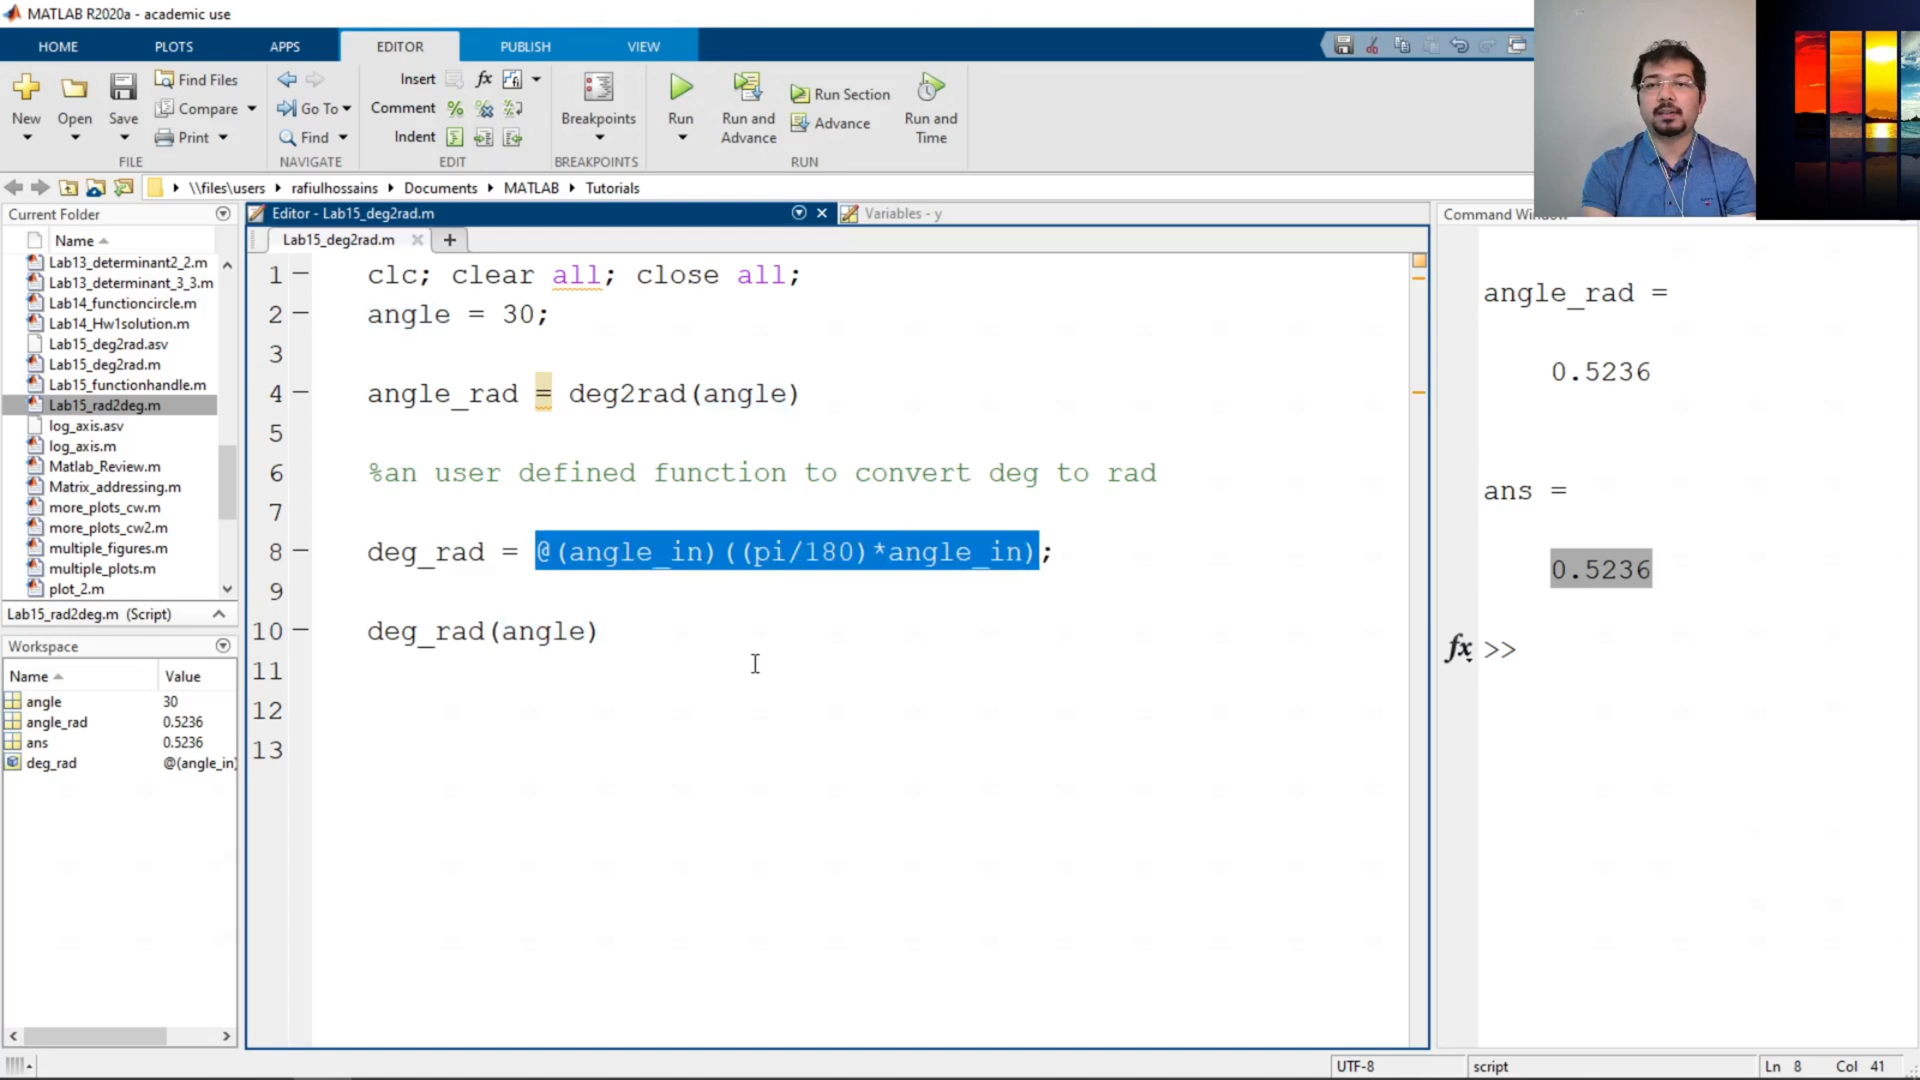 MATLAB R2020a - academic use
HOME PLOTS APPS EDITOR PUBLISH VIEW
New Open Save Find Files Compare Print
FILE
Go To Find
NAVIGATE
Insert fx
Comment %
Indent
EDIT
Breakpoints
BREAKPOINTS
Run Run and Advance Run Section Advance Run and Time
RUN
\\files\users rafiulhossains Documents MATLAB Tutorials
Current Folder
Name
Lab13_determinant2_2.m
Lab13_determinant_3_3.m
Lab14_functioncircle.m
Lab14_Hw1solution.m
Lab15_deg2rad.asv
Lab15_deg2rad.m
Lab15_functionhandle.m
Lab15_rad2deg.m
log_axis.asv
log_axis.m
Matlab_Review.m
Matrix_addressing.m
more_plots_cw.m
more_plots_cw2.m
multiple_figures.m
multiple_plots.m
plot_2.m
Lab15_rad2deg.m (Script)
Workspace
Name Value
angle 30
angle_rad 0.5236
ans 0.5236
deg_rad @(angle_in)
Editor - Lab15_deg2rad.m
Variables - y
Lab15_deg2rad.m
1 clc; clear all; close all;
2 angle = 30;
3
4 angle_rad = deg2rad(angle)
5
6 %an user defined function to convert deg to rad
7
8 deg_rad = @(angle_in)((pi/180)*angle_in);
9
10 deg_rad(angle)
11
12
13
Command Window
angle_rad =
0.5236
ans =
0.5236
fx >>
UTF-8 script Ln 8 Col 41